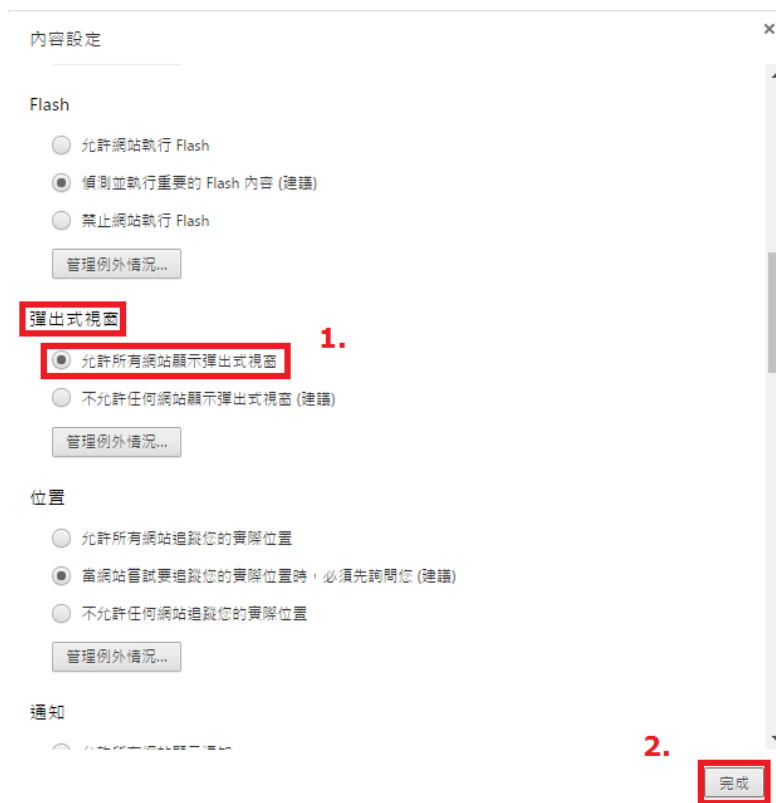 內容設定
Flash
允許網站執行 Flash
偵測並執行重要的 Flash 內容 (建議)
禁止網站執行 Flash
管理例外情況...
彈出式視窗
1.
允許所有網站顯示彈出式視窗
不允許任何網站顯示彈出式視窗 (建議)
管理例外情況...
位置
允許所有網站追蹤您的實際位置
當網站嘗試要追蹤您的實際位置時，必須先詢問您 (建議)
不允許任何網站追蹤您的實際位置
管理例外情況...
通知
2.
完成